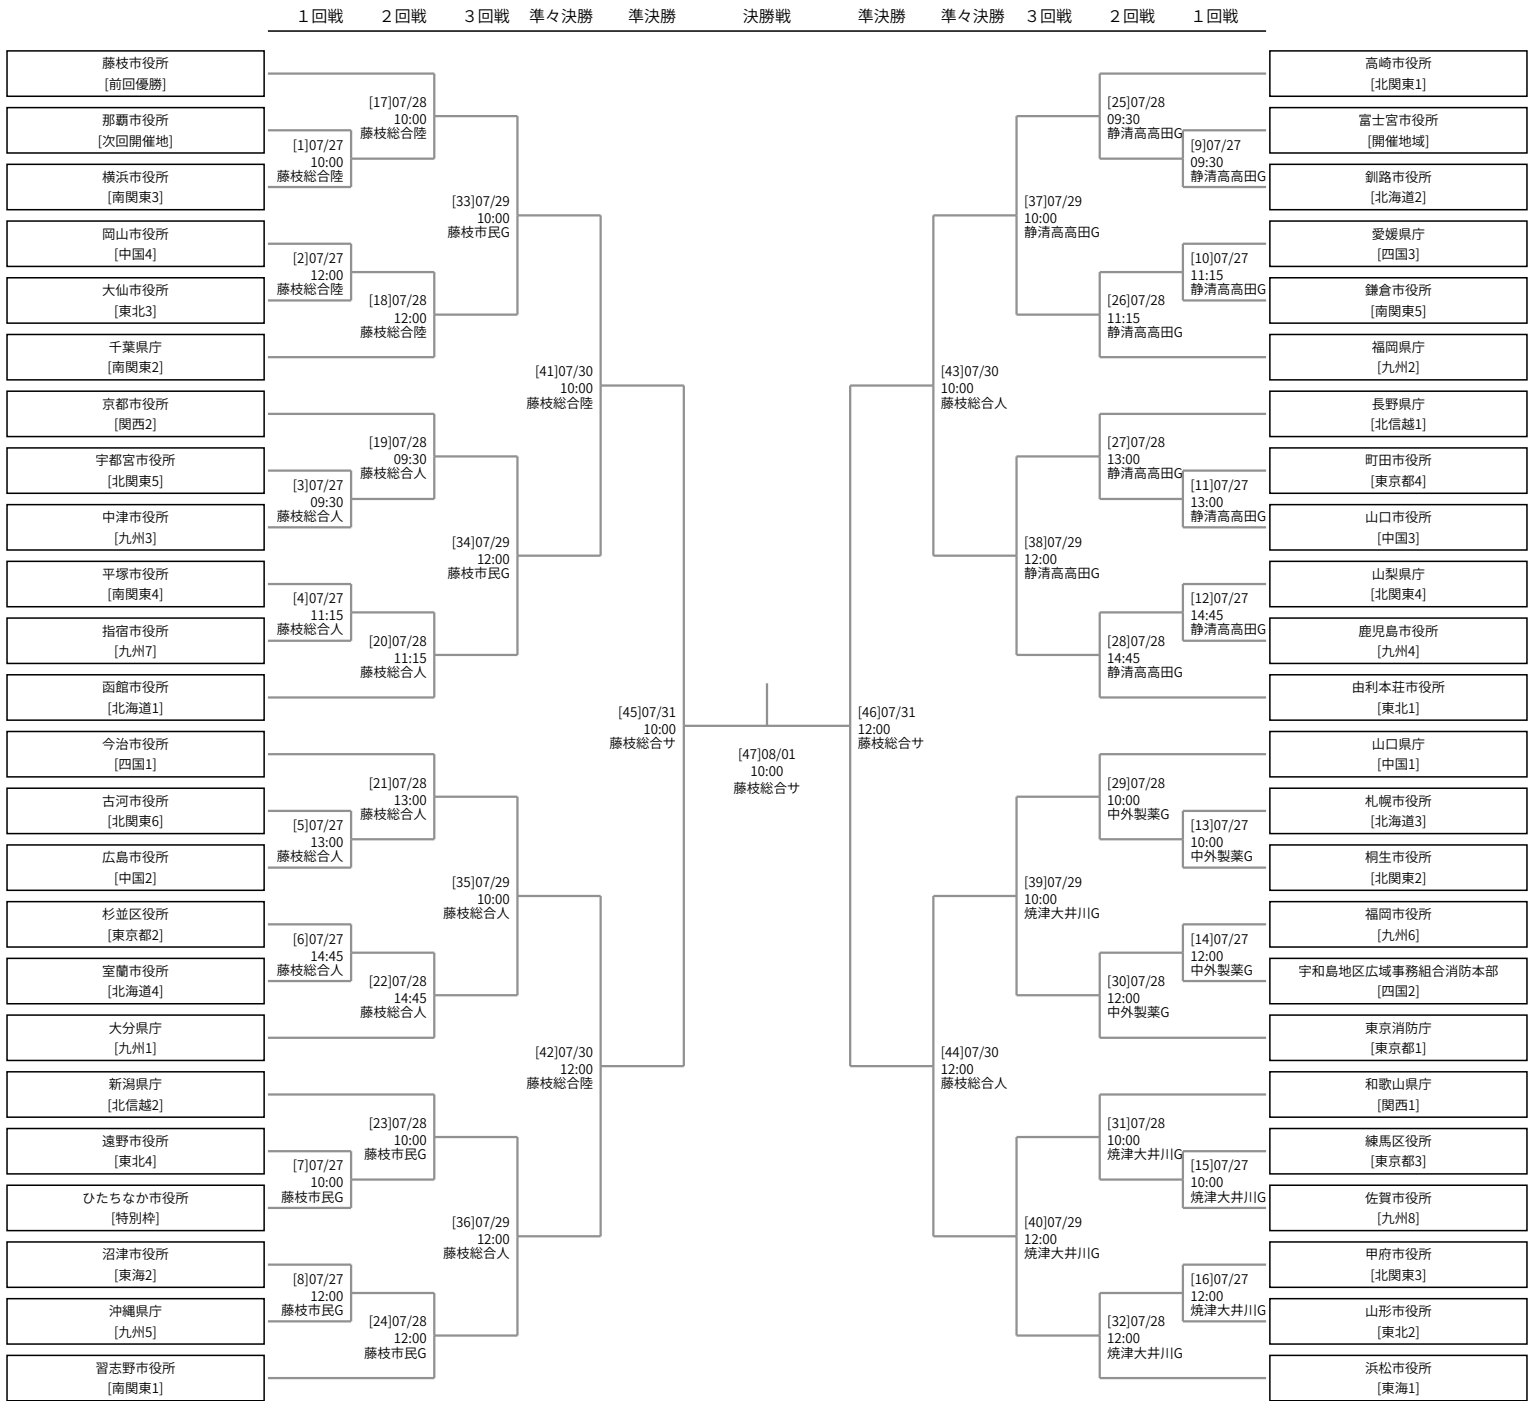 １回戦 ２回戦 ３回戦 準々決勝 準決勝 決勝戦 準決勝 準々決勝 ３回戦 ２回戦 １回戦
藤枝市役所
[前回優勝]
那覇市役所
[次回開催地]
横浜市役所
[南関東3]
岡山市役所
[中国4]
大仙市役所
[東北3]
千葉県庁
[南関東2]
京都市役所
[関西2]
宇都宮市役所
[北関東5]
中津市役所
[九州3]
平塚市役所
[南関東4]
指宿市役所
[九州7]
函館市役所
[北海道1]
今治市役所
[四国1]
古河市役所
[北関東6]
広島市役所
[中国2]
杉並区役所
[東京都2]
室蘭市役所
[北海道4]
大分県庁
[九州1]
新潟県庁
[北信越2]
遠野市役所
[東北4]
ひたちなか市役所
[特別枠]
沼津市役所
[東海2]
沖縄県庁
[九州5]
習志野市役所
[南関東1]
[1]07/27
10:00
藤枝総合陸
[2]07/27
12:00
藤枝総合陸
[3]07/27
09:30
藤枝総合人
[4]07/27
11:15
藤枝総合人
[5]07/27
13:00
藤枝総合人
[6]07/27
14:45
藤枝総合人
[7]07/27
10:00
藤枝市民G
[8]07/27
12:00
藤枝市民G
[17]07/28
10:00
藤枝総合陸
[18]07/28
12:00
藤枝総合陸
[19]07/28
09:30
藤枝総合人
[20]07/28
11:15
藤枝総合人
[21]07/28
13:00
藤枝総合人
[22]07/28
14:45
藤枝総合人
[23]07/28
10:00
藤枝市民G
[24]07/28
12:00
藤枝市民G
[33]07/29
10:00
藤枝市民G
[34]07/29
12:00
藤枝市民G
[35]07/29
10:00
藤枝総合人
[36]07/29
12:00
藤枝総合人
[41]07/30
10:00
藤枝総合陸
[42]07/30
12:00
藤枝総合陸
[45]07/31
10:00
藤枝総合サ
[47]08/01
10:00
藤枝総合サ
[46]07/31
12:00
藤枝総合サ
[43]07/30
10:00
藤枝総合人
[44]07/30
12:00
藤枝総合人
[37]07/29
10:00
静清高高田G
[38]07/29
12:00
静清高高田G
[39]07/29
10:00
焼津大井川G
[40]07/29
12:00
焼津大井川G
[25]07/28
09:30
静清高高田G
[26]07/28
11:15
静清高高田G
[27]07/28
13:00
静清高高田G
[28]07/28
14:45
静清高高田G
[29]07/28
10:00
中外製薬G
[30]07/28
12:00
中外製薬G
[31]07/28
10:00
焼津大井川G
[32]07/28
12:00
焼津大井川G
[9]07/27
09:30
静清高高田G
[10]07/27
11:15
静清高高田G
[11]07/27
13:00
静清高高田G
[12]07/27
14:45
静清高高田G
[13]07/27
10:00
中外製薬G
[14]07/27
12:00
中外製薬G
[15]07/27
10:00
焼津大井川G
[16]07/27
12:00
焼津大井川G
高崎市役所
[北関東1]
富士宮市役所
[開催地域]
釧路市役所
[北海道2]
愛媛県庁
[四国3]
鎌倉市役所
[南関東5]
福岡県庁
[九州2]
長野県庁
[北信越1]
町田市役所
[東京都4]
山口市役所
[中国3]
山梨県庁
[北関東4]
鹿児島市役所
[九州4]
由利本荘市役所
[東北1]
山口県庁
[中国1]
札幌市役所
[北海道3]
桐生市役所
[北関東2]
福岡市役所
[九州6]
宇和島地区広域事務組合消防本部
[四国2]
東京消防庁
[東京都1]
和歌山県庁
[関西1]
練馬区役所
[東京都3]
佐賀市役所
[九州8]
甲府市役所
[北関東3]
山形市役所
[東北2]
浜松市役所
[東海1]